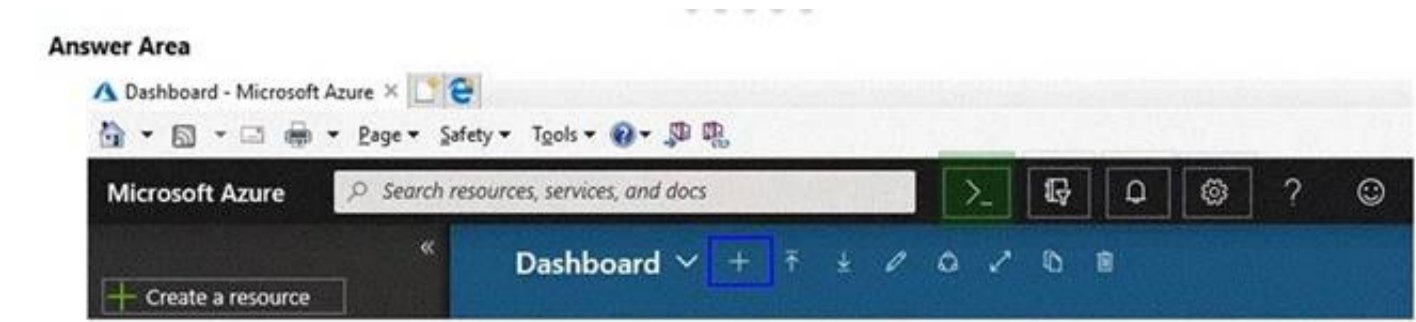 Answer Area
Dashboard - Microsoft Azure ×
Page Safety Tools
Microsoft Azure Search resources, services, and docs >_ ?
« Dashboard +
+ Create a resource